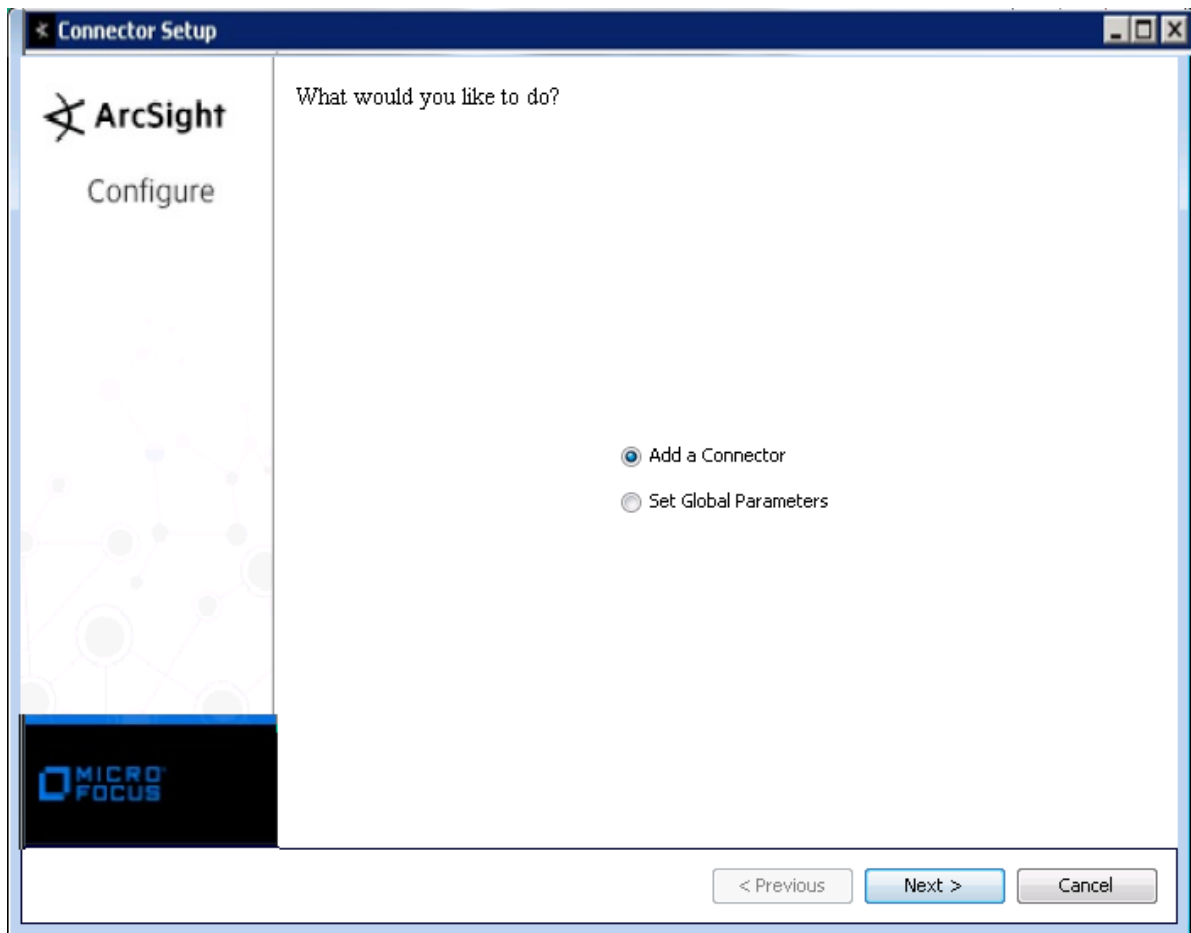 Connector Setup
ArcSight
Configure
What would you like to do?
Add a Connector
Set Global Parameters
MICRO
FOCUS
< Previous
Next >
Cancel